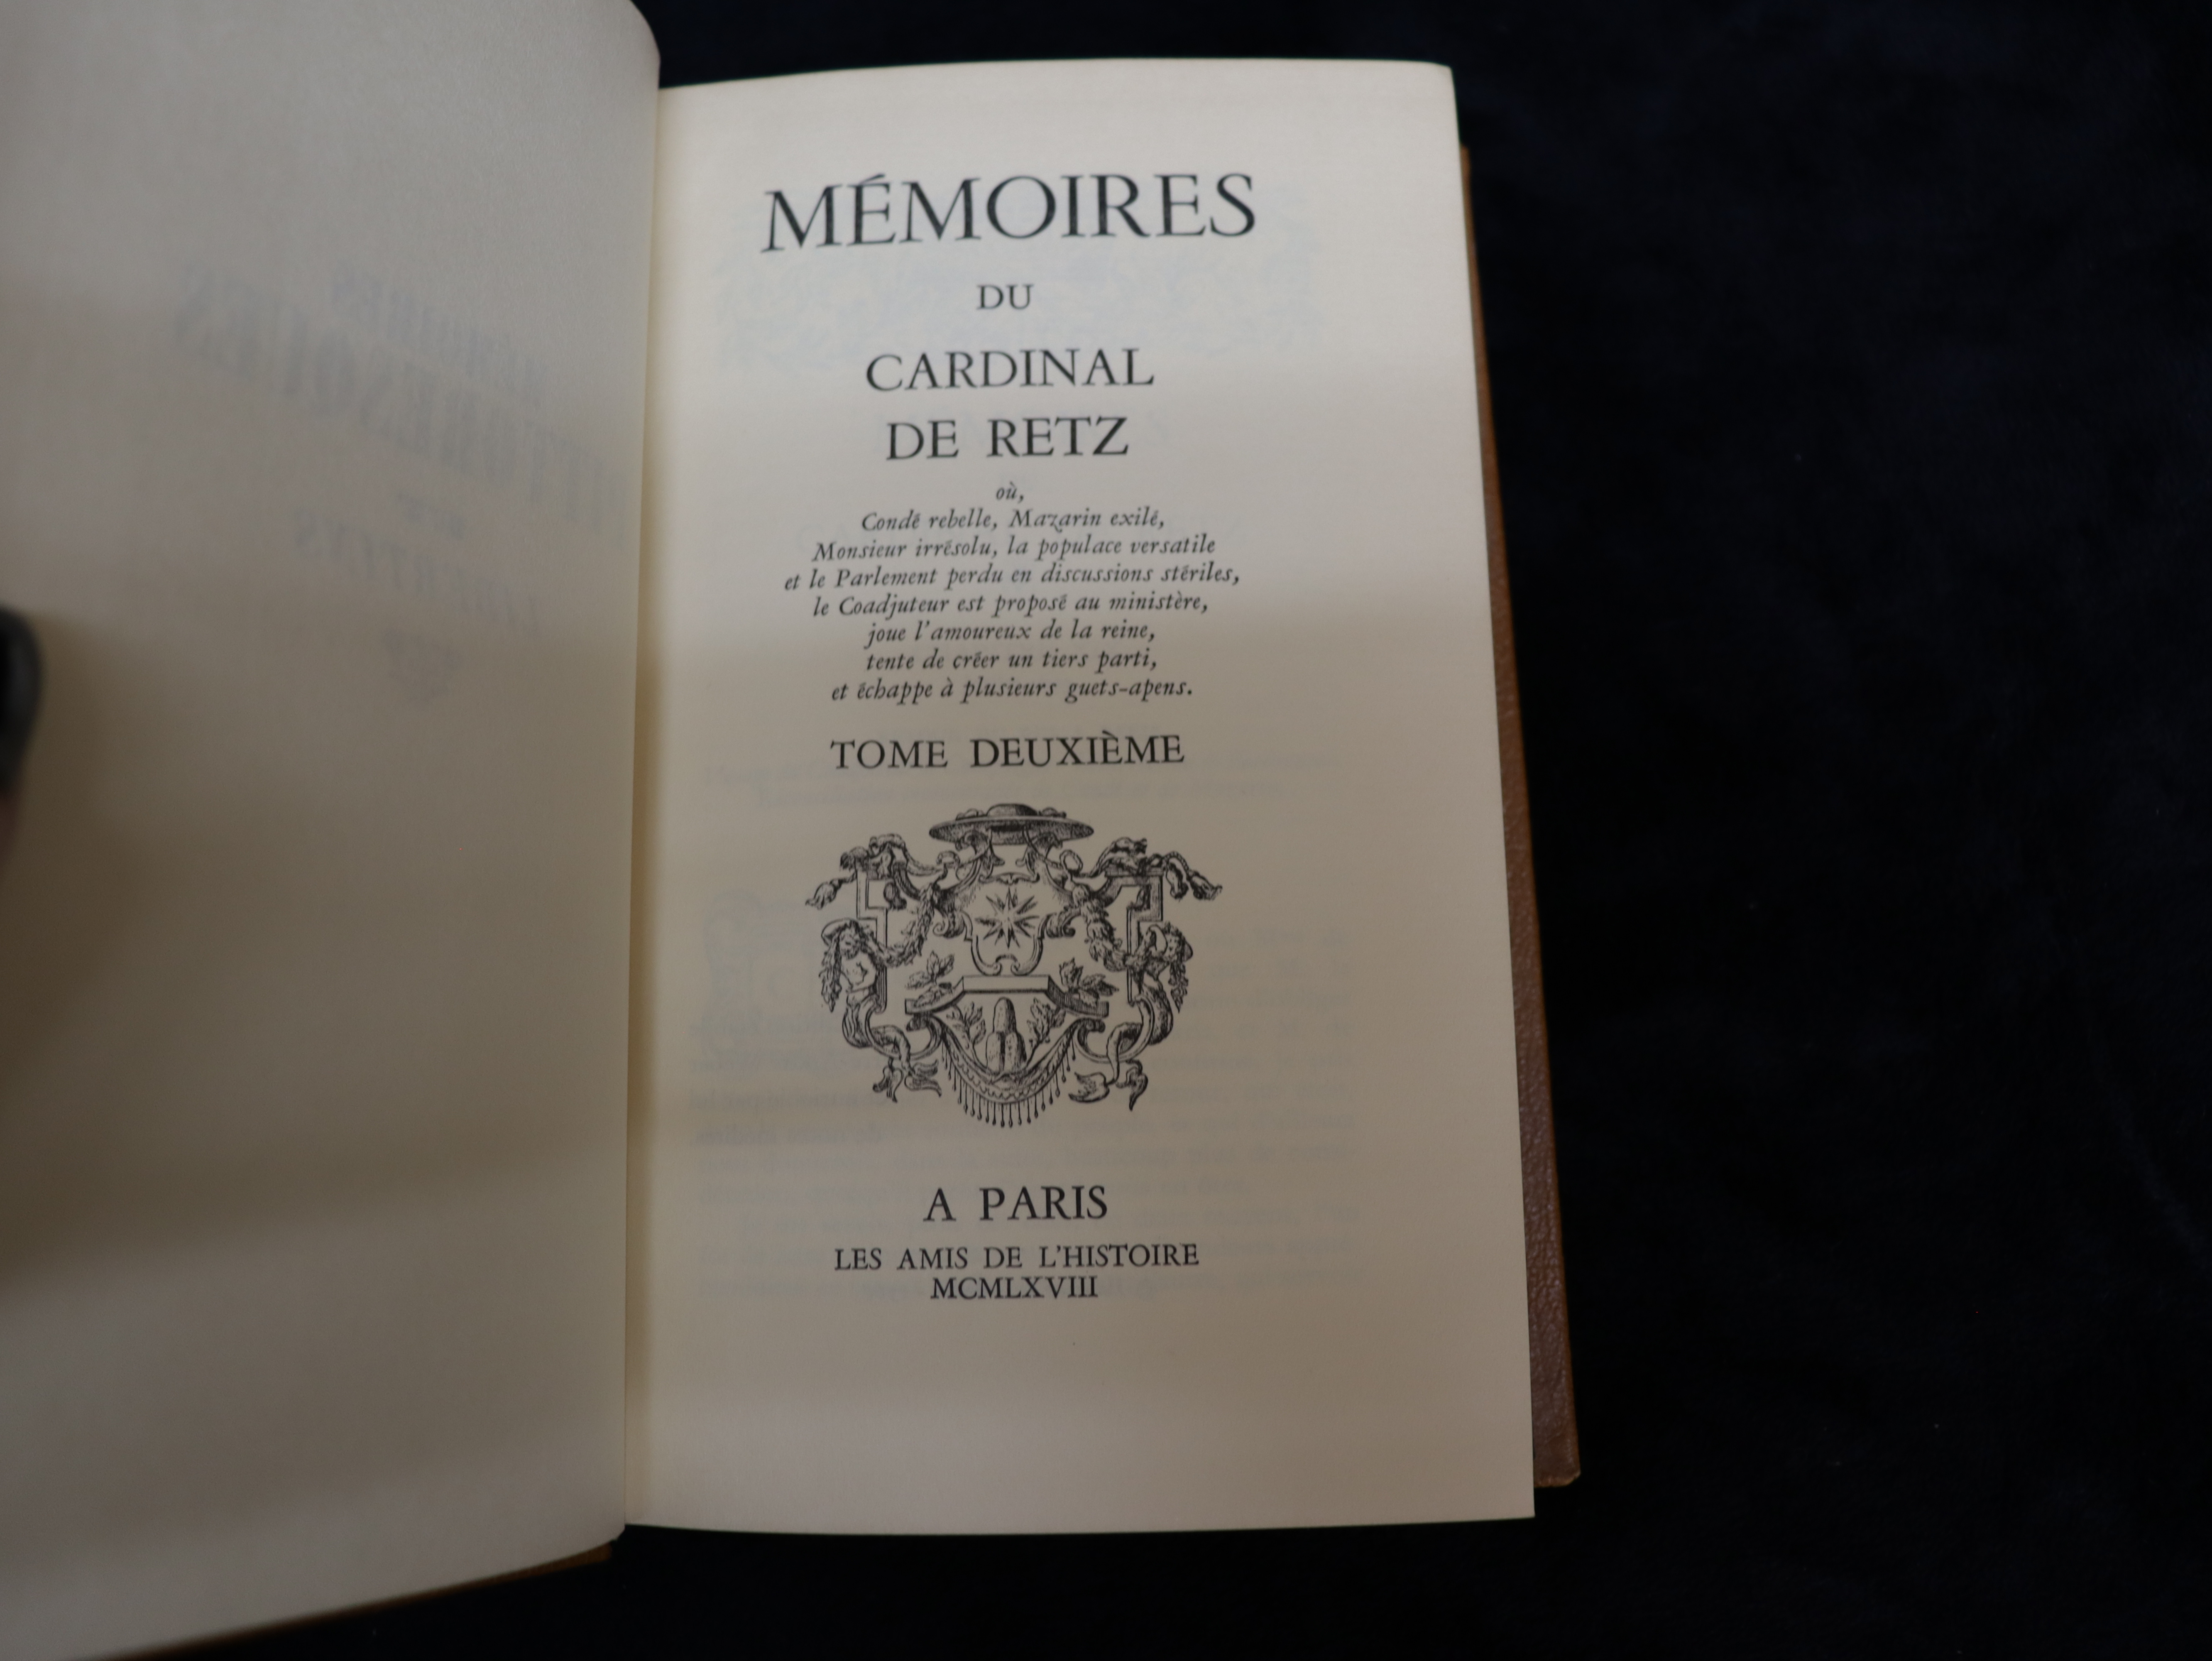 MÉMOIRES
DU
CARDINAL
DE RETZ
où,
Condé rebelle, Mazarin exilé,
Monsieur irrésolu, la populace versatile
et le Parlement perdu en discussions stériles,
le Coadjuteur est proposé au ministère,
joue l'amoureux de la reine,
tente de créer un tiers parti,
et échappe à plusieurs guets-apens.
TOME DEUXIÈME
A PARIS
LES AMIS DE L'HISTOIRE
MCMLXVIII